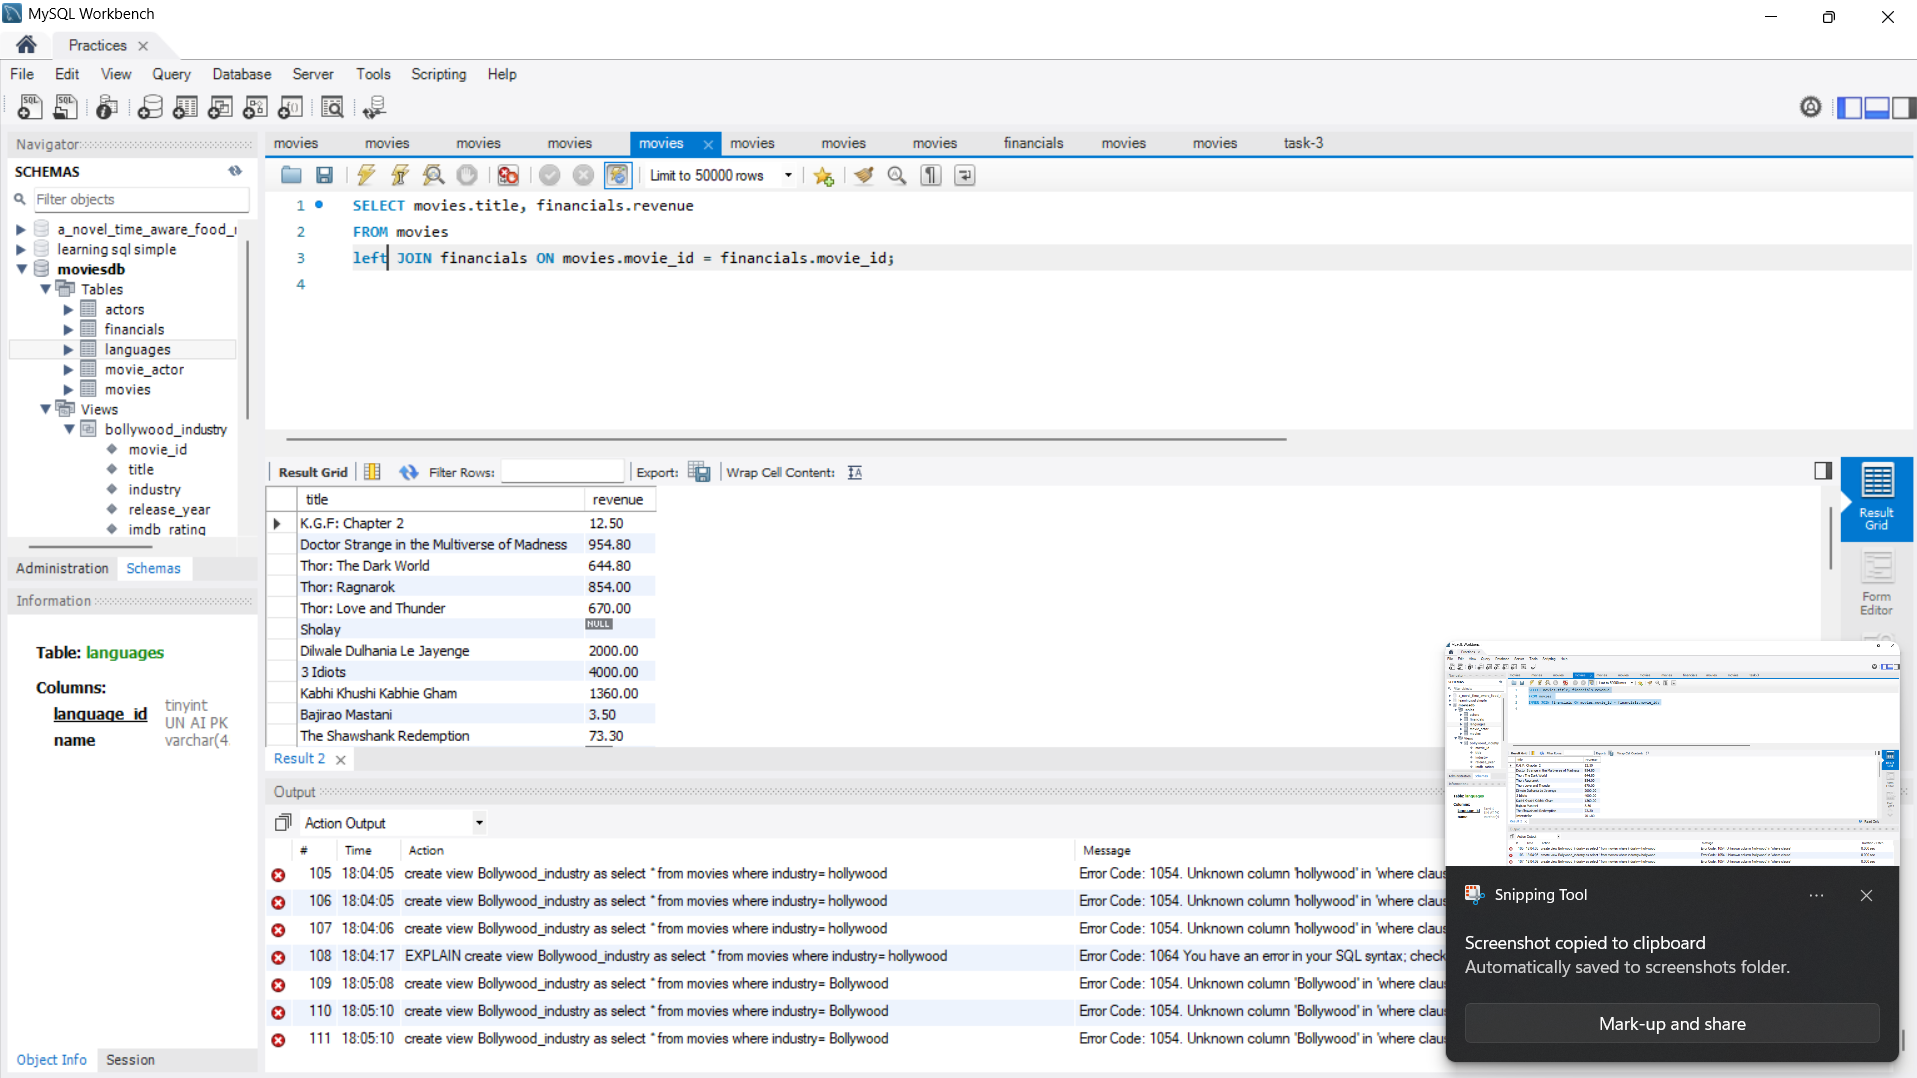 MySQL Workbench
Practices
File Edit View Query Database Server Tools Scripting Help
Navigator
SCHEMAS
Filter objects
a_novel_time_aware_food_r
learning sql simple
moviesdb
Tables
actors
financials
languages
movie_actor
movies
Views
bollywood_industry
movie_id
title
industry
release_year
imdb_rating
Administration Schemas
Information
Table: languages
Columns:
language_id tinyint UN AI PK
name varchar(4
Object Info Session
movies movies movies movies movies movies movies movies financials movies movies task-3
Limit to 50000 rows
1 SELECT movies.title, financials.revenue
2 FROM movies
3 left JOIN financials ON movies.movie_id = financials.movie_id;
4
Result Grid Filter Rows: Export: Wrap Cell Content:
title revenue
K.G.F: Chapter 2 12.50
Doctor Strange in the Multiverse of Madness 954.80
Thor: The Dark World 644.80
Thor: Ragnarok 854.00
Thor: Love and Thunder 670.00
Sholay NULL
Dilwale Dulhania Le Jayenge 2000.00
3 Idiots 4000.00
Kabhi Khushi Kabhie Gham 1360.00
Bajirao Mastani 3.50
The Shawshank Redemption 73.30
Result Grid
Form Editor
Result 2
Output
Action Output
# Time Action Message
105 18:04:05 create view Bollywood_industry as select * from movies where industry= hollywood Error Code: 1054. Unknown column 'hollywood' in 'where claus
106 18:04:05 create view Bollywood_industry as select * from movies where industry= hollywood Error Code: 1054. Unknown column 'hollywood' in 'where claus
107 18:04:06 create view Bollywood_industry as select * from movies where industry= hollywood Error Code: 1054. Unknown column 'hollywood' in 'where claus
108 18:04:17 EXPLAIN create view Bollywood_industry as select * from movies where industry= hollywood Error Code: 1064 You have an error in your SQL syntax; check
109 18:05:08 create view Bollywood_industry as select * from movies where industry= Bollywood Error Code: 1054. Unknown column 'Bollywood' in 'where clau
110 18:05:10 create view Bollywood_industry as select * from movies where industry= Bollywood Error Code: 1054. Unknown column 'Bollywood' in 'where clau
111 18:05:10 create view Bollywood_industry as select * from movies where industry= Bollywood Error Code: 1054. Unknown column 'Bollywood' in 'where clau
Snipping Tool
Screenshot copied to clipboard
Automatically saved to screenshots folder.
Mark-up and share